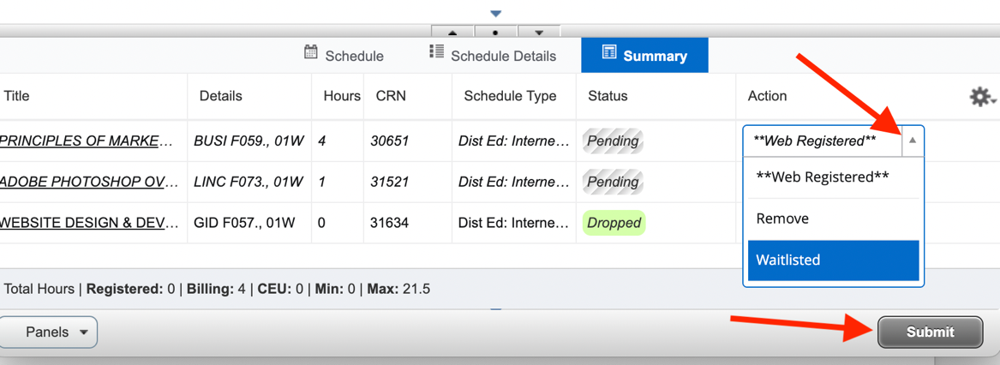 Schedule Schedule Details Summary
Title Details Hours CRN Schedule Type Status Action
PRINCIPLES OF MARKE... BUSI F059., 01W 4 30651 Dist Ed: Interne... Pending **Web Registered**
**Web Registered**
ADOBE PHOTOSHOP OV... LINC F073., 01W 1 31521 Dist Ed: Interne... Pending
Remove
WEBSITE DESIGN & DEV... GID F057., 01W 0 31634 Dist Ed: Interne... Dropped
Waitlisted
Total Hours | Registered: 0 | Billing: 4 | CEU: 0 | Min: 0 | Max: 21.5
Panels Submit